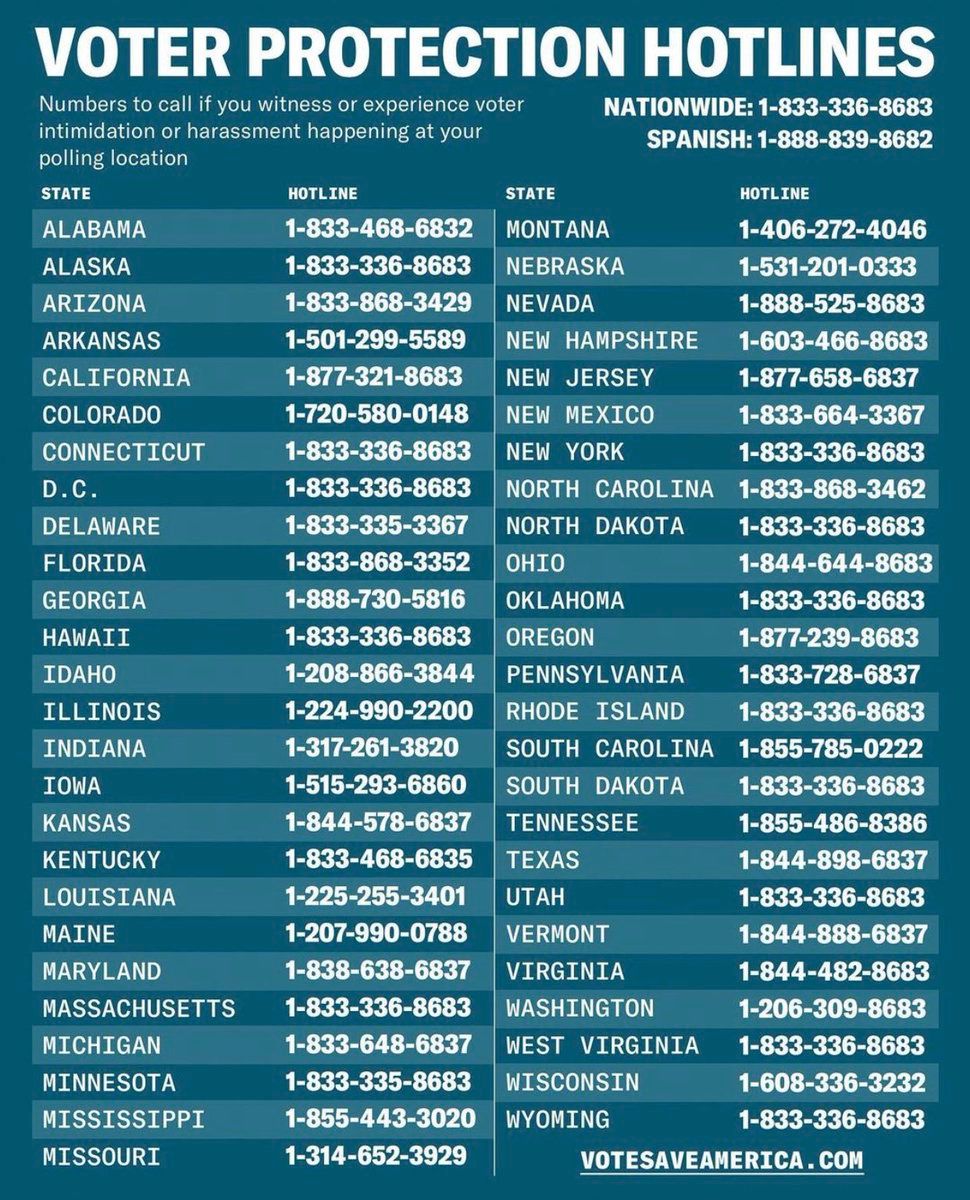 VOTER PROTECTION HOTLINES
Numbers to call if you witness or experience voter
intimidation or harassment happening at your
polling location
NATIONWIDE: 1-833-336-8683
SPANISH: 1-888-839-8682
STATE HOTLINE
ALABAMA 1-833-468-6832
ALASKA 1-833-336-8683
ARIZONA 1-833-868-3429
ARKANSAS 1-501-299-5589
CALIFORNIA 1-877-321-8683
COLORADO 1-720-580-0148
CONNECTICUT 1-833-336-8683
D.C. 1-833-336-8683
DELAWARE 1-833-335-3367
FLORIDA 1-833-868-3352
GEORGIA 1-888-730-5816
HAWAII 1-833-336-8683
IDAHO 1-208-866-3844
ILLINOIS 1-224-990-2200
INDIANA 1-317-261-3820
IOWA 1-515-293-6860
KANSAS 1-844-578-6837
KENTUCKY 1-833-468-6835
LOUISIANA 1-225-255-3401
MAINE 1-207-990-0788
MARYLAND 1-838-638-6837
MASSACHUSETTS 1-833-336-8683
MICHIGAN 1-833-648-6837
MINNESOTA 1-833-335-8683
MISSISSIPPI 1-855-443-3020
MISSOURI 1-314-652-3929
STATE HOTLINE
MONTANA 1-406-272-4046
NEBRASKA 1-531-201-0333
NEVADA 1-888-525-8683
NEW HAMPSHIRE 1-603-466-8683
NEW JERSEY 1-877-658-6837
NEW MEXICO 1-833-664-3367
NEW YORK 1-833-336-8683
NORTH CAROLINA 1-833-868-3462
NORTH DAKOTA 1-833-336-8683
OHIO 1-844-644-8683
OKLAHOMA 1-833-336-8683
OREGON 1-877-239-8683
PENNSYLVANIA 1-833-728-6837
RHODE ISLAND 1-833-336-8683
SOUTH CAROLINA 1-855-785-0222
SOUTH DAKOTA 1-833-336-8683
TENNESSEE 1-855-486-8386
TEXAS 1-844-898-6837
UTAH 1-833-336-8683
VERMONT 1-844-888-6837
VIRGINIA 1-844-482-8683
WASHINGTON 1-206-309-8683
WEST VIRGINIA 1-833-336-8683
WISCONSIN 1-608-336-3232
WYOMING 1-833-336-8683
VOTESAVEAMERICA.COM